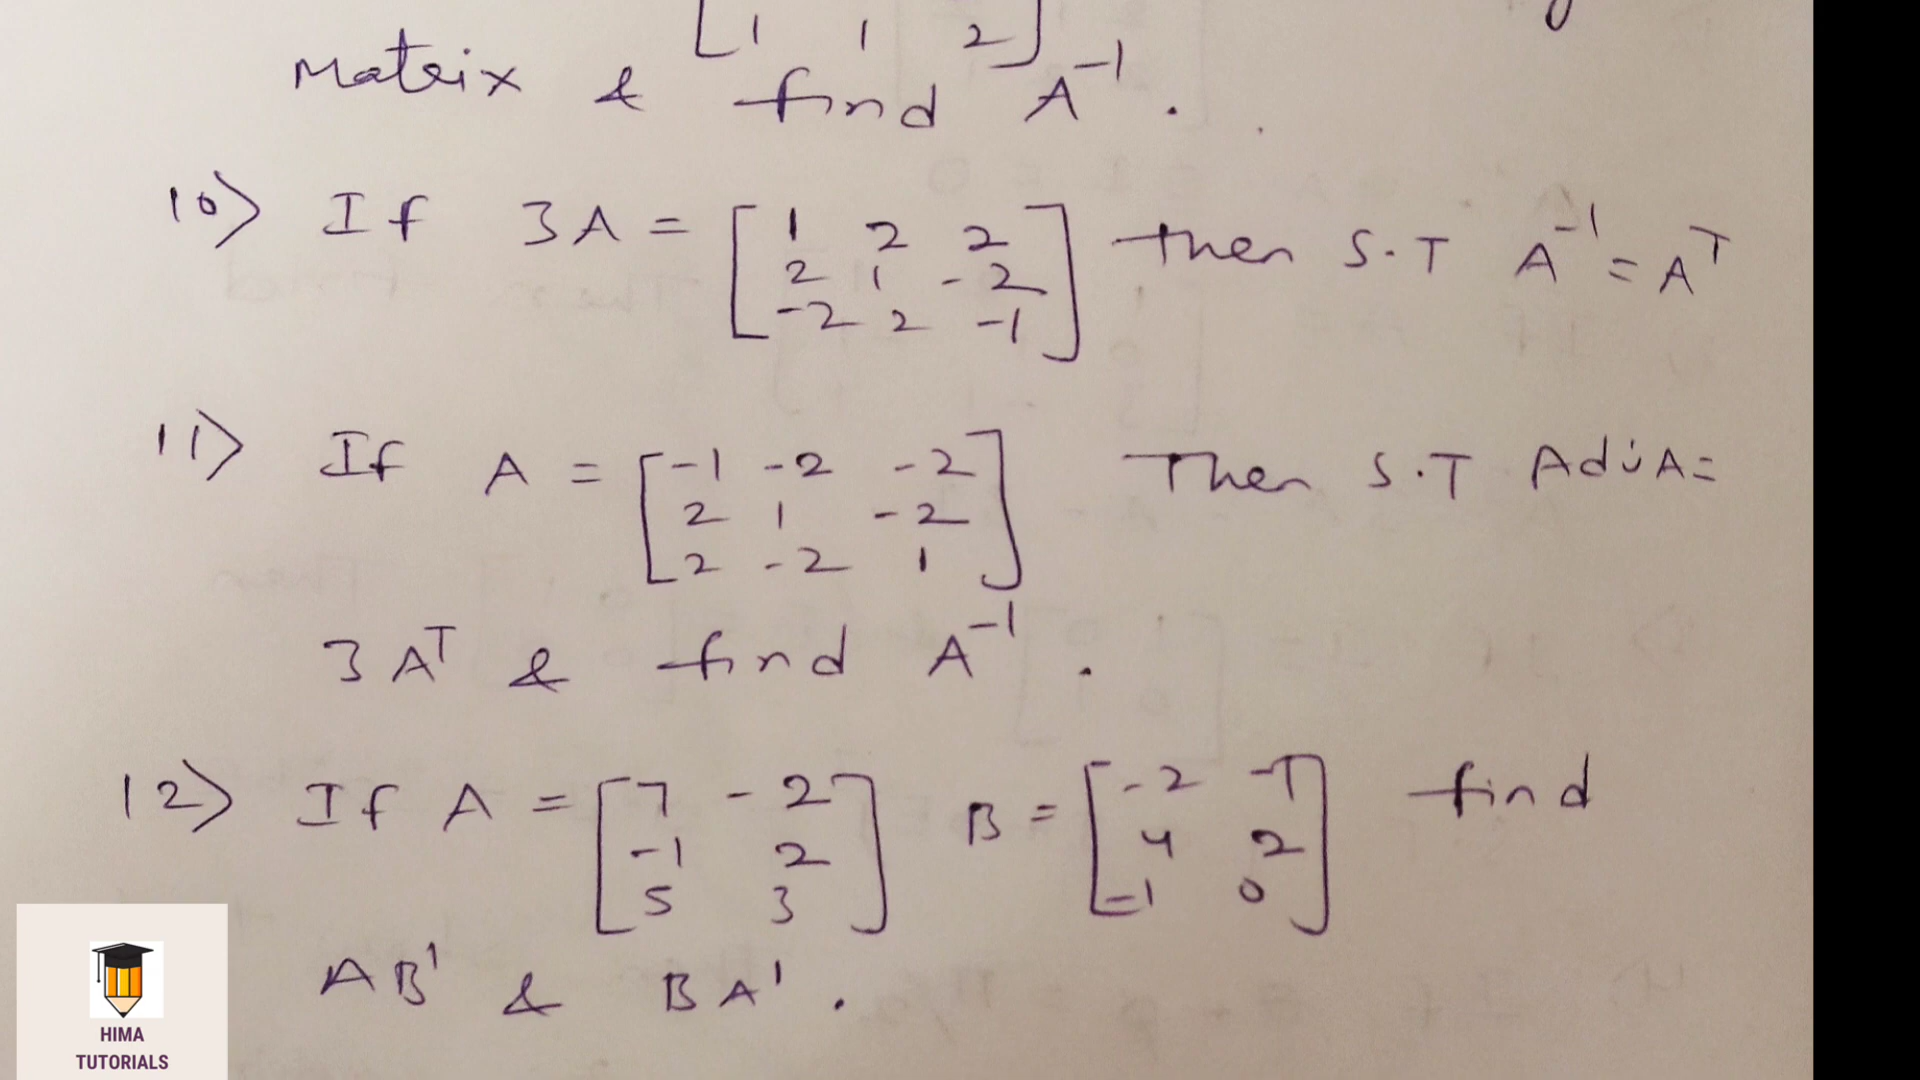 [1 1 2]
Matrix & find A⁻¹.
10) If 3A = [1 2 2 then S.T A⁻¹ = Aᵀ
2 1 -2
-2 2 -1]
11) If A = [-1 -2 -2 Then S.T Adj A =
2 1 -2
2 -2 1]
3Aᵀ & find A⁻¹.
12) If A = [7 -2 B = [-2 -1 find
-1 2 4 2
5 3] -1 0]
AB' & BA'.
HIMA
TUTORIALS